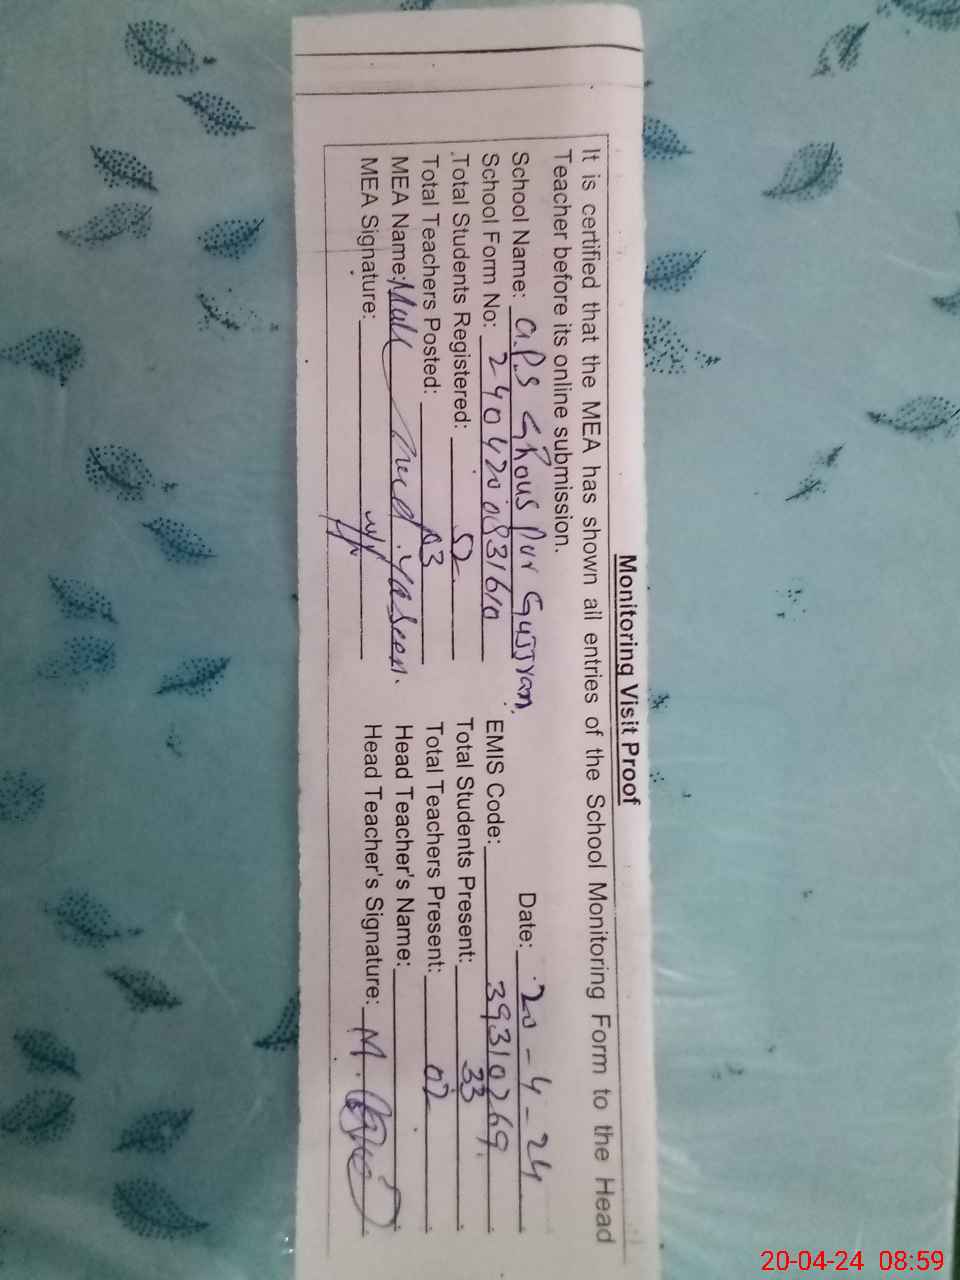 Monitoring Visit Proof
It is certified that the MEA has shown all entries of the School Monitoring Form to the Head
Teacher before its online submission.
School Name: G.P.S Ghous Pur Gujjran. Date: 20-4-24
School Form No: 2404200831610 EMIS Code: 39310269
Total Students Registered: 52 Total Students Present: 33
Total Teachers Posted: 03 Total Teachers Present: 02
MEA Name: Yaseen. Head Teacher's Name:
MEA Signature: Head Teacher's Signature: M.
20-04-24 08:59